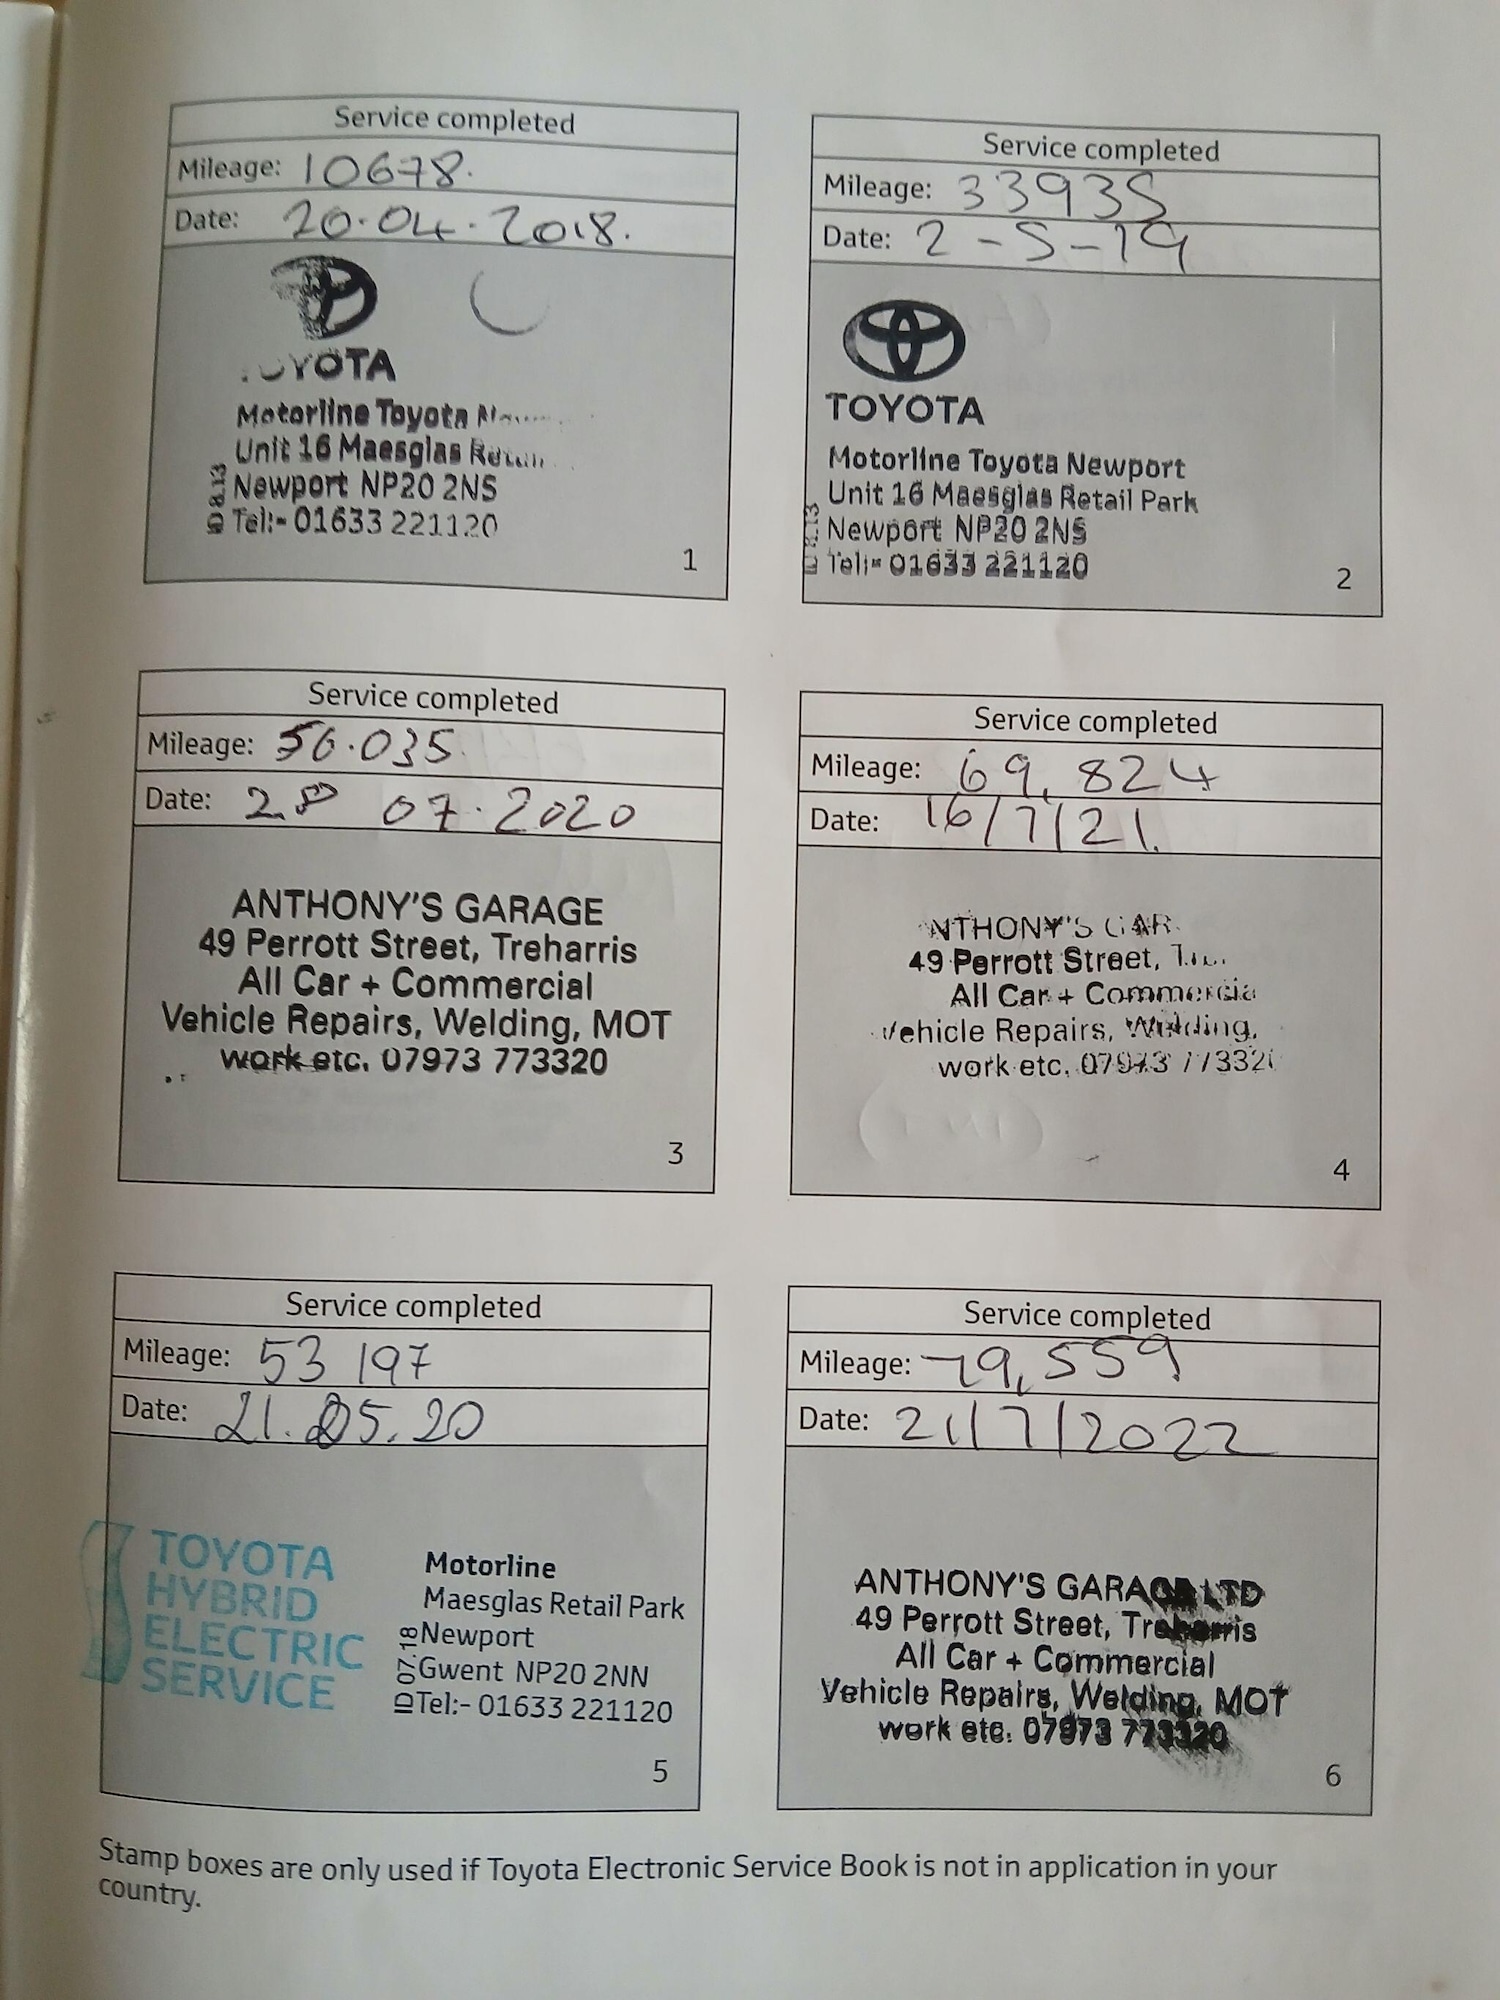 Service completed
Mileage: 10678.
Date: 20.04.2018.
TOYOTA
Motorline Toyota
Unit 16 Maesglas
Newport NP20 2NS
Tel:- 01633 221120
1
Service completed
Mileage: 33935
Date: 2-5-19
TOYOTA
Motorline Toyota Newport
Unit 16 Maesglas Retail Park
Newport NP20 2NS
Tel:- 01633 221120
2
Service completed
Mileage: 56.035
Date: 28 07.2020
ANTHONY'S GARAGE
49 Perrott Street, Treharris
All Car + Commercial
Vehicle Repairs, Welding, MOT
work etc. 07973 773320
3
Service completed
Mileage: 69,824
Date: 16/7/21.
ANTHONY'S
49 Perrott Street,
All Car + Commercial
Vehicle Repairs, Welding,
work etc. 07973 773320
4
Service completed
Mileage: 53 197
Date: 21.05.20
TOYOTA
HYBRID
ELECTRIC
SERVICE
Motorline
Maesglas Retail Park
Newport
Gwent NP20 2NN
Tel:- 01633 221120
ID 07.18
5
Service completed
Mileage: 79,559
Date: 21/7/2022
ANTHONY'S GARAGE LTD
49 Perrott Street, Treharris
All Car + Commercial
Vehicle Repairs, Welding, MOT
work etc. 07973 773320
6
Stamp boxes are only used if Toyota Electronic Service Book is not in application in your
country.